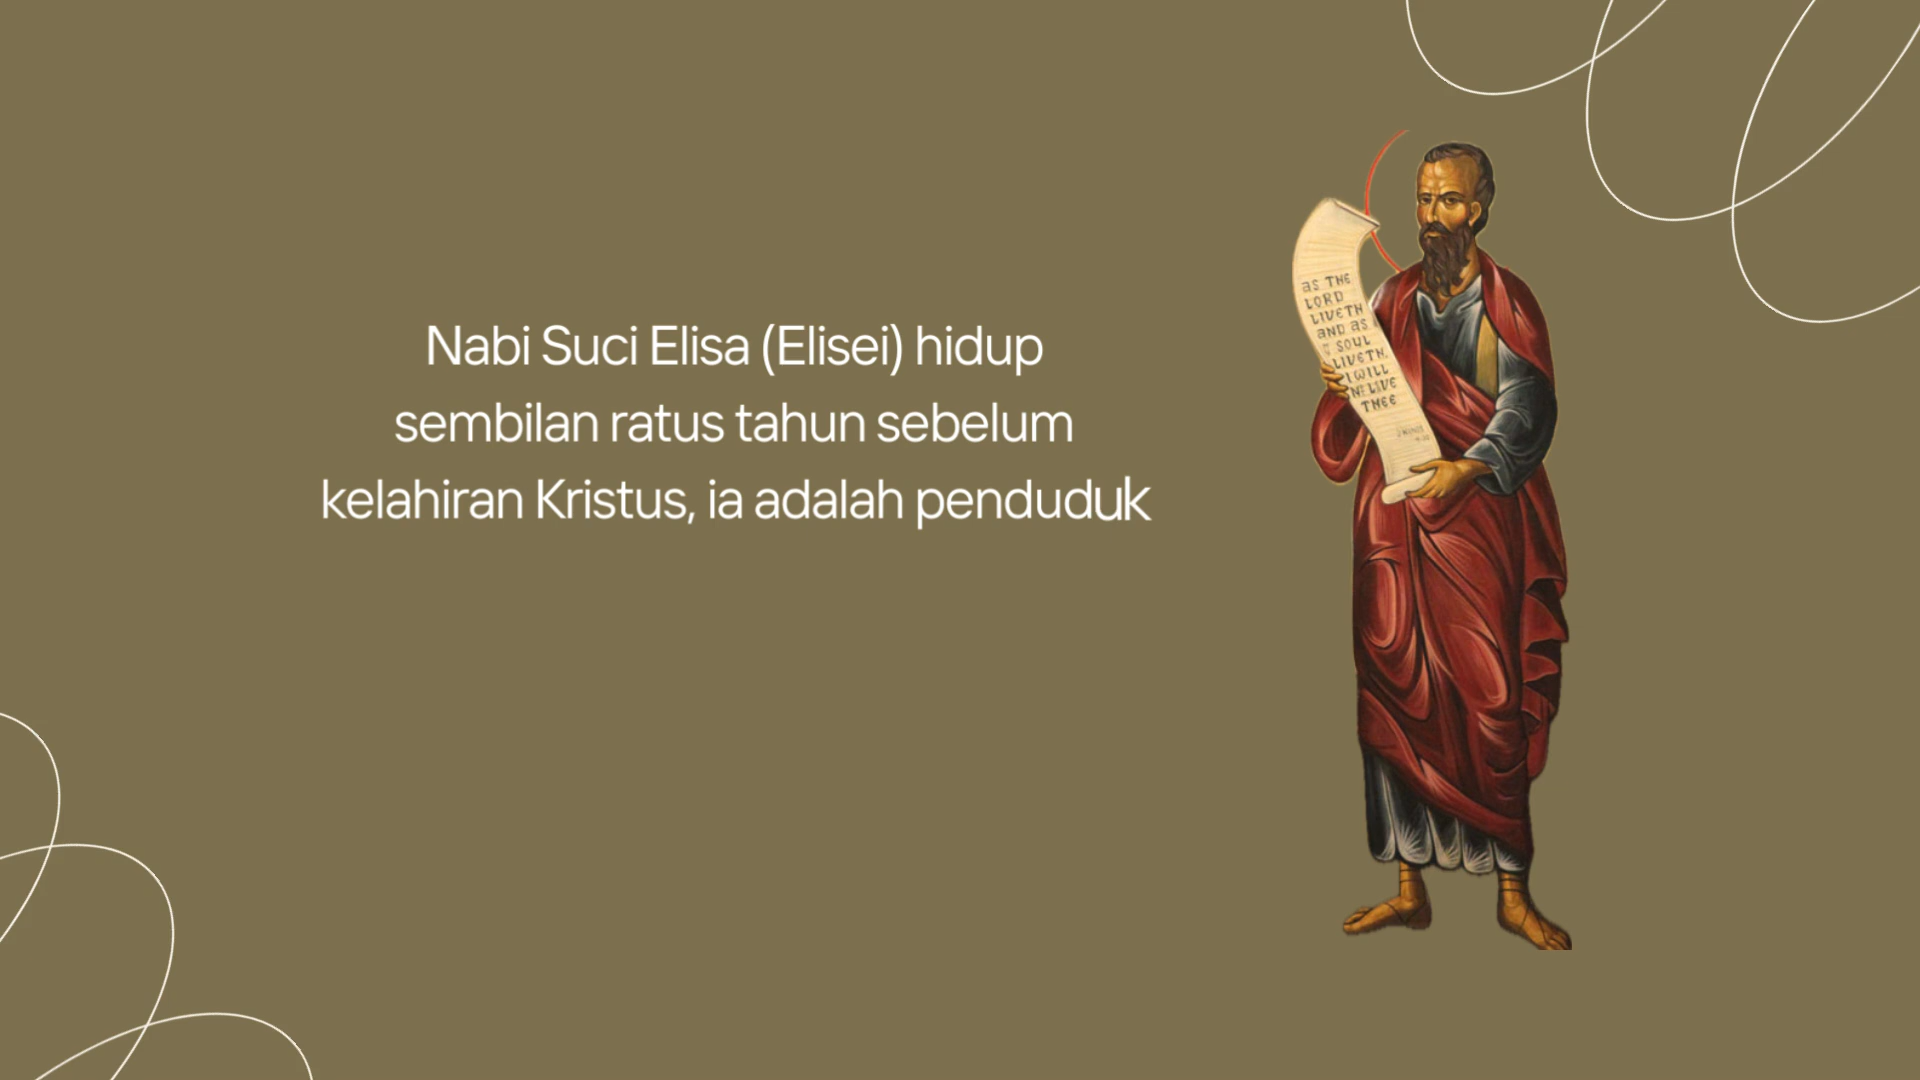 Nabi Suci Elisa (Elisei) hidup
sembilan ratus tahun sebelum
kelahiran Kristus, ia adalah penduduk
as THE
LORD
LIVETH
AND as
SOUL
LIVETH,
I WILL
LIVE
THEE